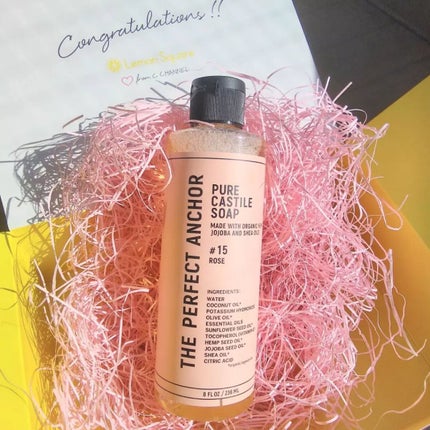 Congratulations!!
Lemon Square
from C CHANNEL
THE PERFECT ANCHOR
PURE
CASTILE
SOAP
MADE WITH ORGANIC
JOJOBA AND SHEA OILS
#15
ROSE
INGREDIENTS:
WATER
COCONUT OIL*
POTASSIUM HYDROXIDE
OLIVE OIL*
ESSENTIAL OILS
SUNFLOWER SEED OIL*
TOCOPHEROL
HEMP SEED OIL*
JOJOBA SEED OIL*
SHEA OIL*
CITRIC ACID
8 FL OZ / 236 ML